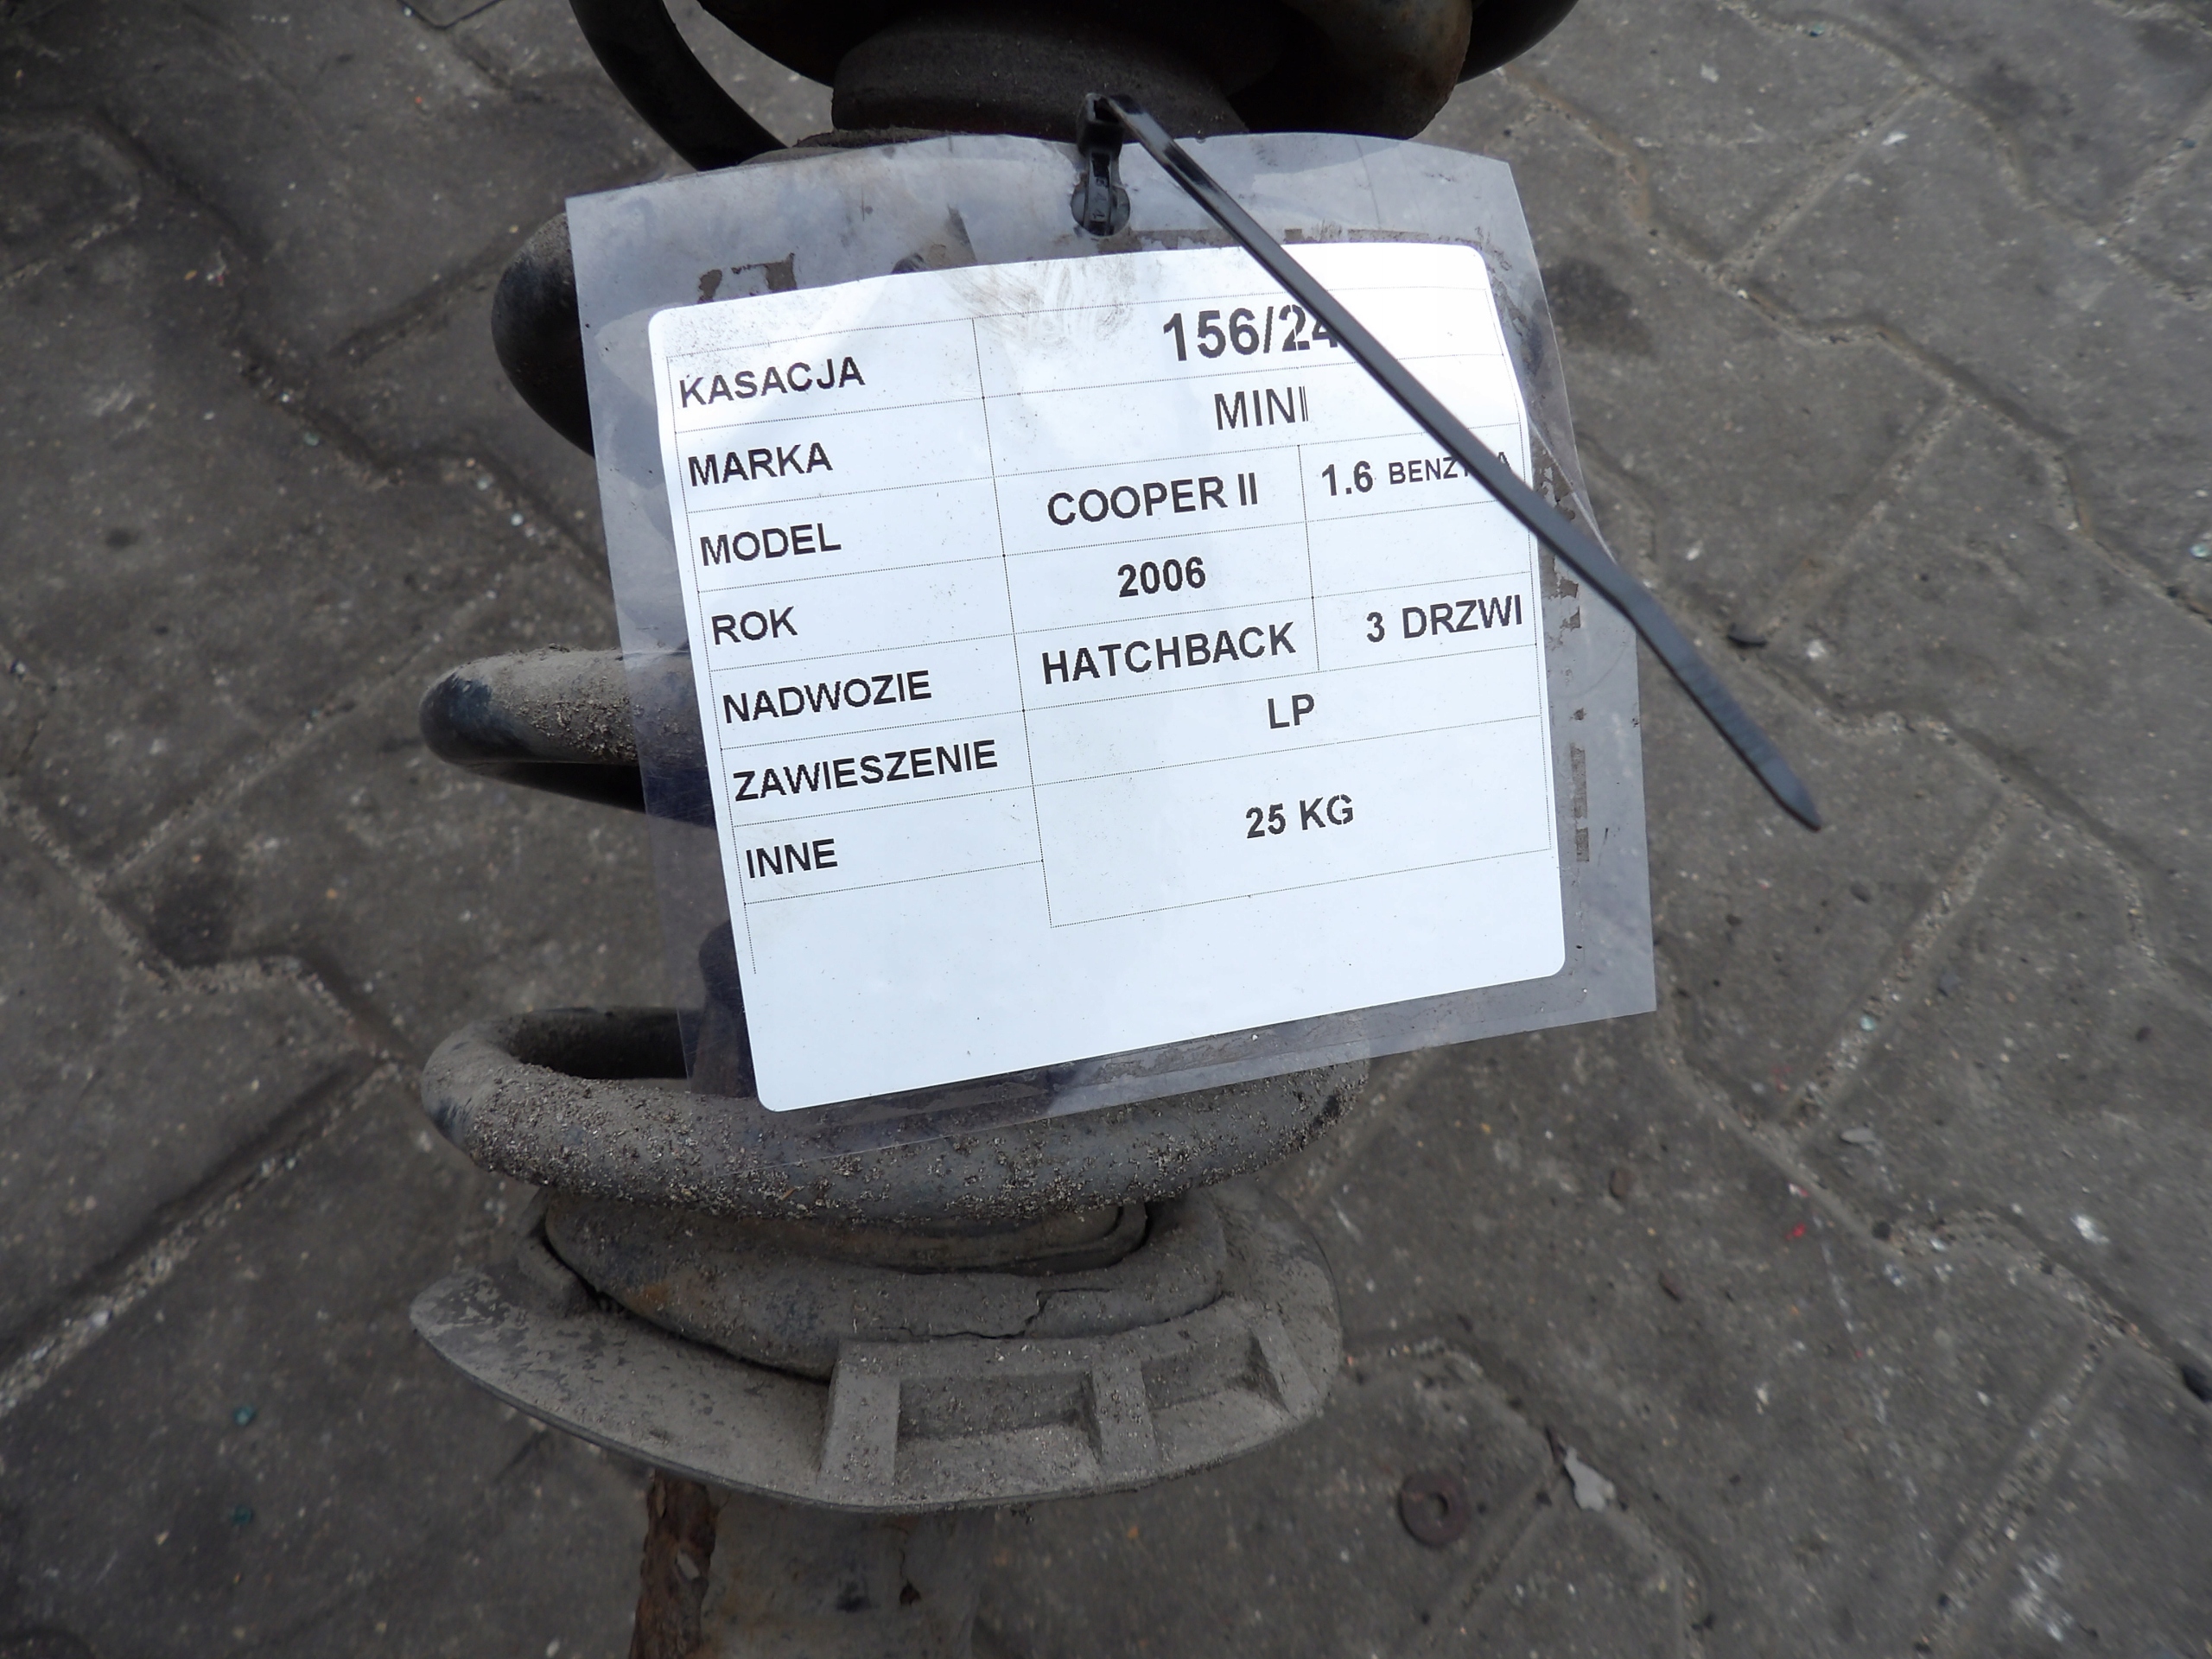 KASACJA 156/24
MARKA MINI
MODEL COOPER II 1.6 BENZYNA
ROK 2006
NADWOZIE HATCHBACK 3 DRZWI
ZAWIESZENIE LP
INNE 25 KG